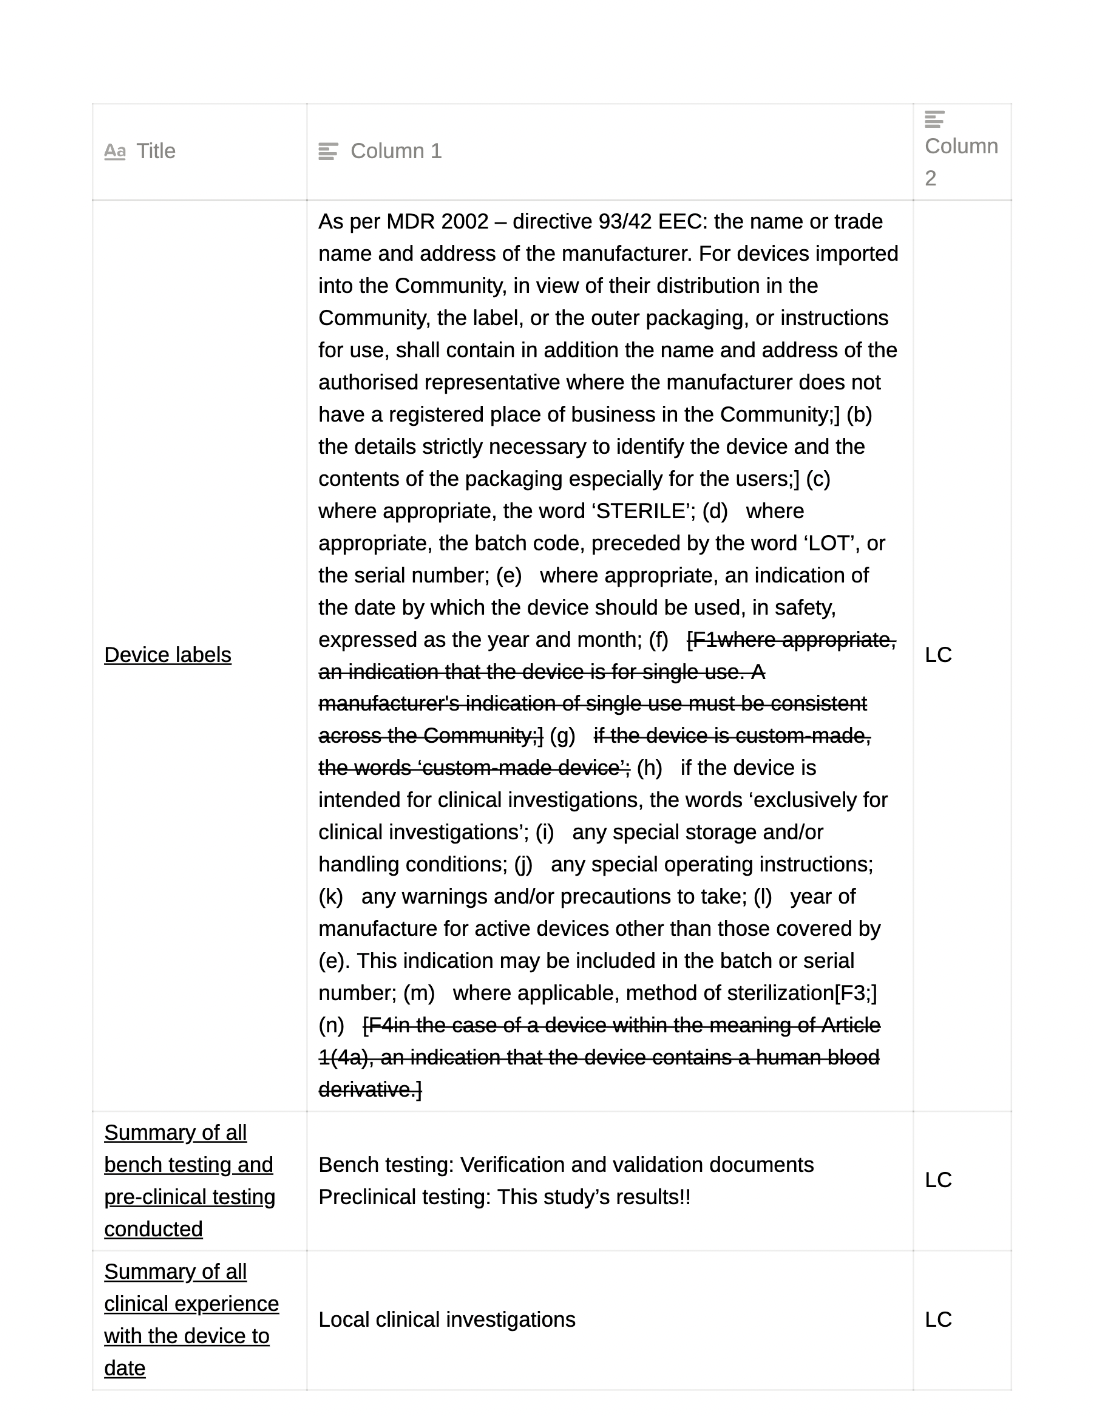 Aa Title
Column 1
Column
2
Device labels
As per MDR 2002 – directive 93/42 EEC: the name or trade
name and address of the manufacturer. For devices imported
into the Community, in view of their distribution in the
Community, the label, or the outer packaging, or instructions
for use, shall contain in addition the name and address of the
authorised representative where the manufacturer does not
have a registered place of business in the Community;] (b)
the details strictly necessary to identify the device and the
contents of the packaging especially for the users;] (c)
where appropriate, the word ‘STERILE’; (d) where
appropriate, the batch code, preceded by the word ‘LOT’, or
the serial number; (e) where appropriate, an indication of
the date by which the device should be used, in safety,
expressed as the year and month; (f) [F1where appropriate,
an indication that the device is for single use. A
manufacturer's indication of single use must be consistent
across the Community;] (g) if the device is custom-made,
the words ‘custom-made device’; (h) if the device is
intended for clinical investigations, the words ‘exclusively for
clinical investigations’; (i) any special storage and/or
handling conditions; (j) any special operating instructions;
(k) any warnings and/or precautions to take; (l) year of
manufacture for active devices other than those covered by
(e). This indication may be included in the batch or serial
number; (m) where applicable, method of sterilization[F3;]
(n) [F4in the case of a device within the meaning of Article
1(4a), an indication that the device contains a human blood
derivative.]
LC
Summary of all
bench testing and
pre-clinical testing
conducted
Bench testing: Verification and validation documents
Preclinical testing: This study’s results!!
LC
Summary of all
clinical experience
with the device to
date
Local clinical investigations
LC